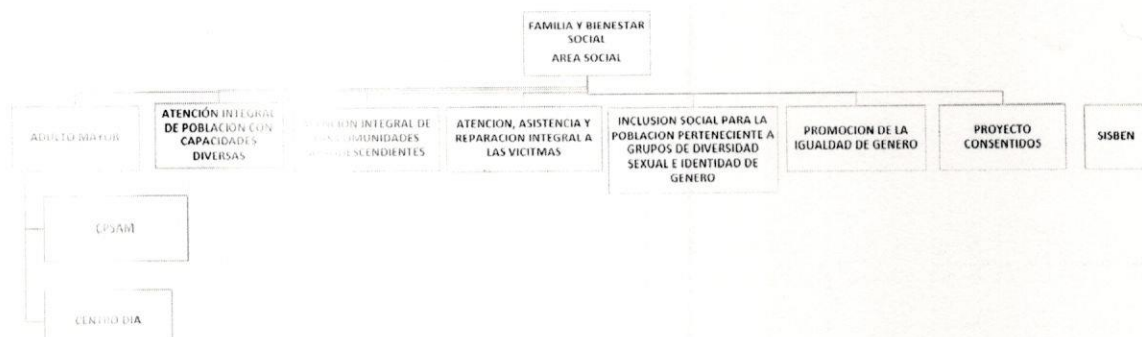 FAMILIA Y BIENESTAR
SOCIAL
AREA SOCIAL
ADULTO MAYOR
ATENCIÓN INTEGRAL
DE POBLACION CON
CAPACIDADES
DIVERSAS
INTEGRAL DE
COMUNIDADES
ATENCION, ASISTENCIA Y
REPARACION INTEGRAL A
LAS VICITMAS
INCLUSION SOCIAL PARA LA
POBLACION PERTENECIENTE A
GRUPOS DE DIVERSIDAD
SEXUAL E IDENTIDAD DE
GENERO
PROMOCION DE LA
IGUALDAD DE GENERO
PROYECTO
CONSENTIDOS
SISBEN
CPSAM
CENTRO DIA